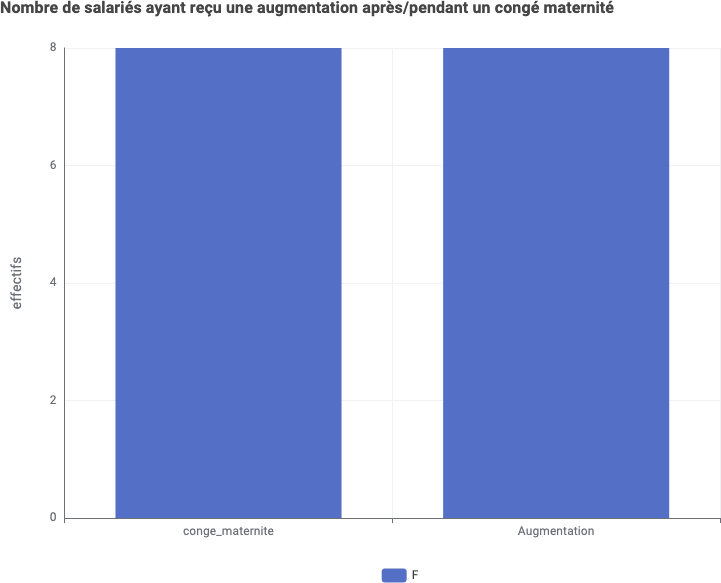 Nombre de salariés ayant reçu une augmentation après/pendant un congé maternité
8
6
4
2
0
effectifs
conge_maternite
Augmentation
F